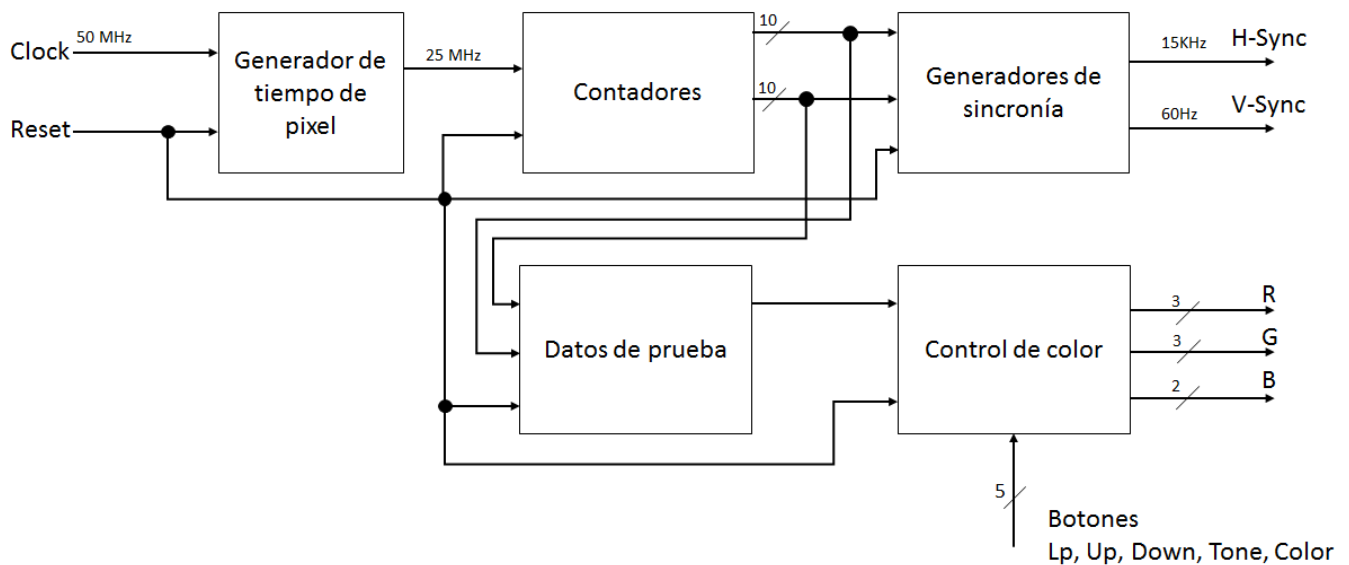 Clock
50 MHz
Reset
Generador de
tiempo de
pixel
25 MHz
Contadores
10
10
Generadores de
sincronía
15KHz
H-Sync
60Hz
V-Sync
Datos de prueba
Control de color
3
R
3
G
2
B
5
Botones
Lp, Up, Down, Tone, Color